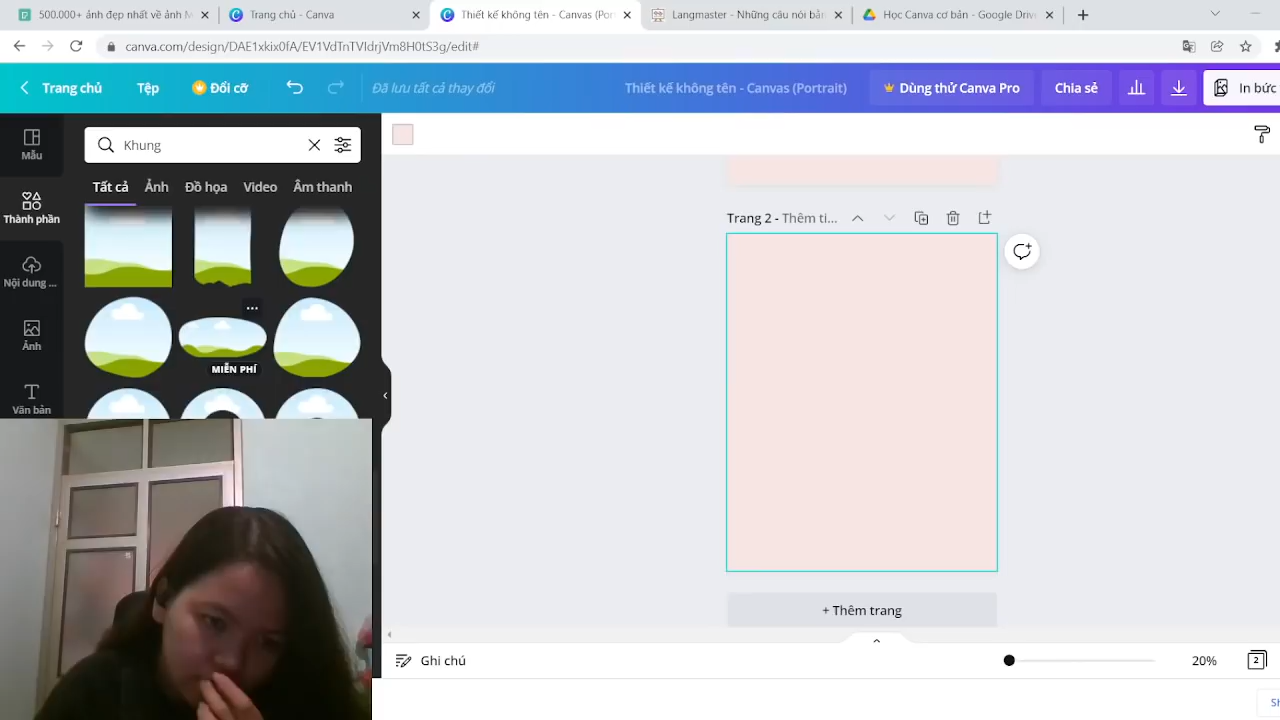 500.000+ ảnh đẹp nhất về ảnh M
Trang chủ - Canva
Thiết kế không tên - Canvas (Por
Langmaster - Những câu nói bằn
Học Canva cơ bản - Google Driv
canva.com/design/DAE1xkix0fA/EV1VdTnTVIdrjVm8H0tS3g/edit#
Trang chủ
Tệp
Đổi cỡ
Đã lưu tất cả thay đổi
Thiết kế không tên - Canvas (Portrait)
Dùng thử Canva Pro
Chia sẻ
In bức
Mẫu
Thành phần
Nội dung ...
Ảnh
Văn bản
Khung
Tất cả
Ảnh
Đồ họa
Video
Âm thanh
MIỄN PHÍ
Trang 2 - Thêm ti...
+ Thêm trang
Ghi chú
20%
2